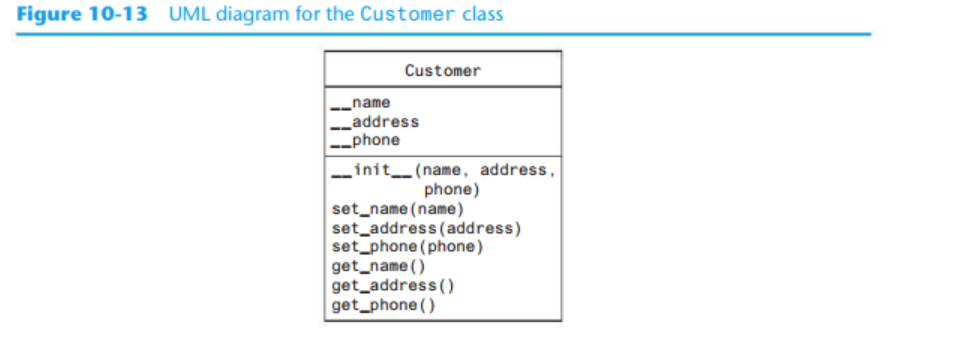 Figure 10-13 UML diagram for the Customer class
Customer
__name
__address
__phone
__init__(name, address,
phone)
set_name(name)
set_address(address)
set_phone(phone)
get_name()
get_address()
get_phone()